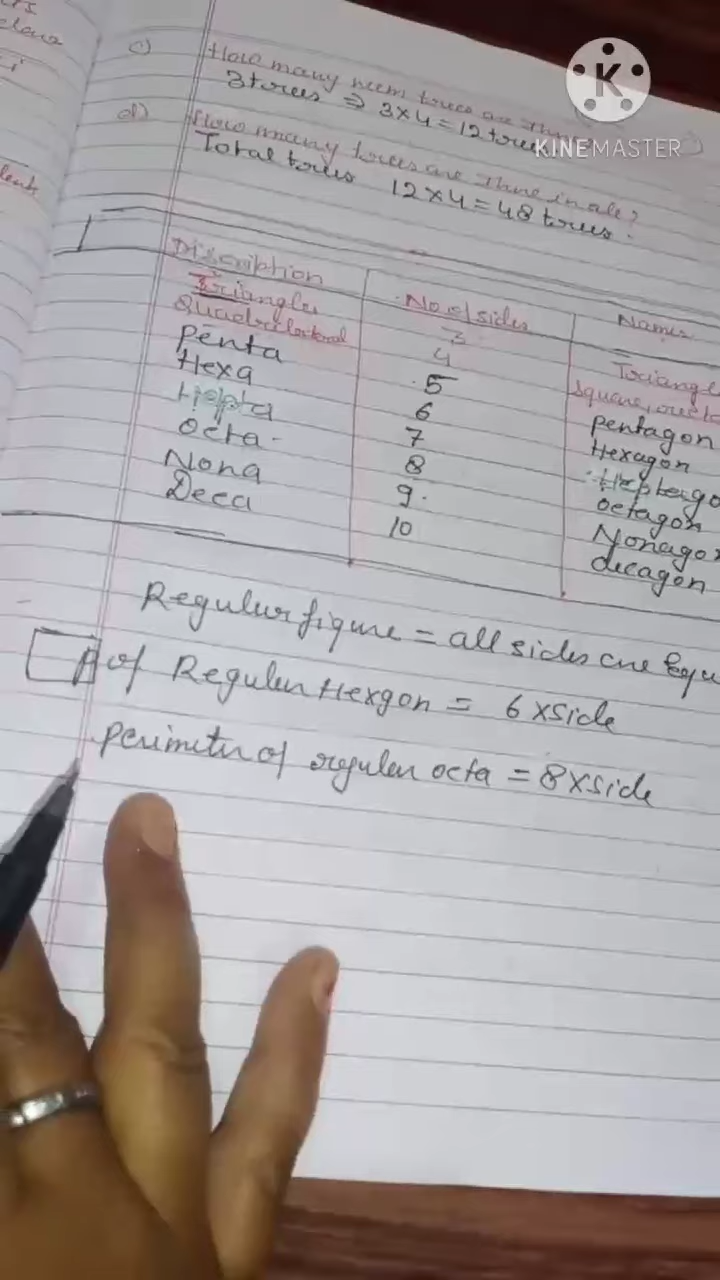 c) How many neem trees are
3 trees ⇒ 3×4=12 trees
d) How many trees are there in all?
Total trees 12×4=48 trees.
Discription No of sides Names
Triangles 3 Triangle
Quadrilateral 4 square,
Penta 5 pentagon
Hexa 6 Hexagon
Hepta 7 Heptago
Octa 8 octagon
Nona 9 Nonagon
Deca 10 decagon
Regular figure = all sides are Equ
P of Regular Hexgon = 6 x side
Perimeter of regular octa = 8 x side
K
KINEMASTER